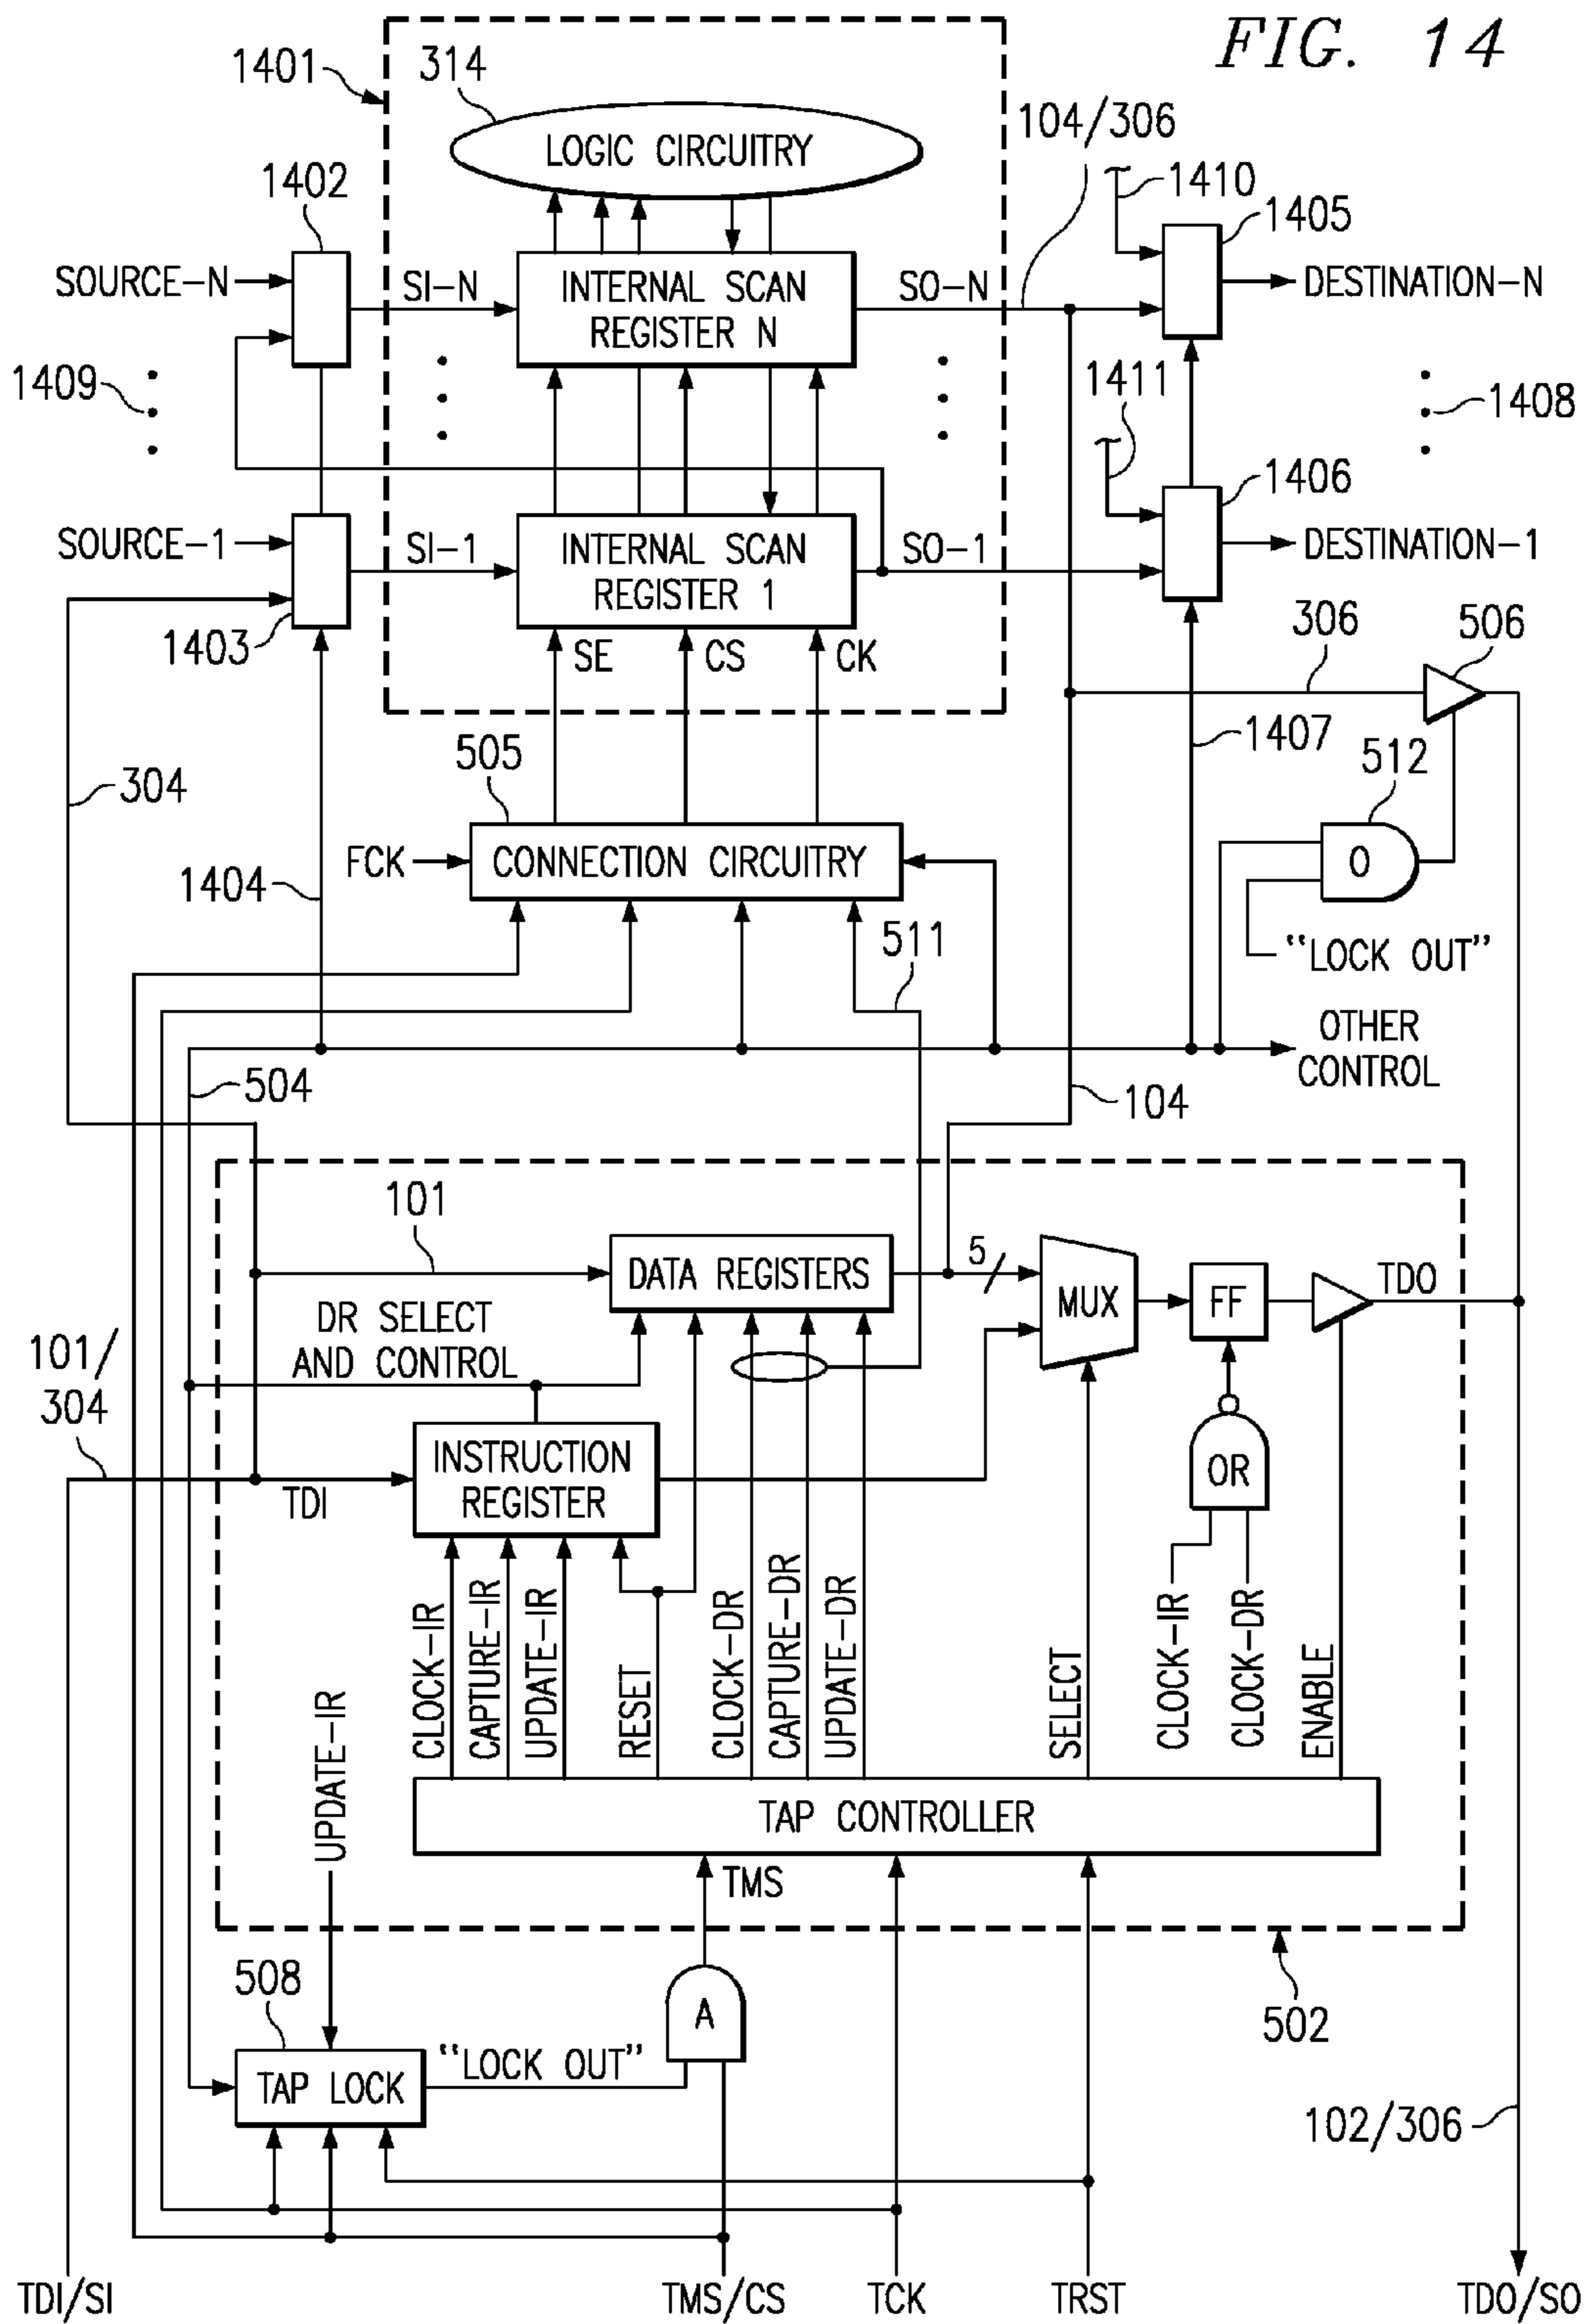 FIG. 14
1401
314
LOGIC CIRCUITRY
104/306
1410
1402
1405
SOURCE-N
SI-N
INTERNAL SCAN
REGISTER N
SO-N
DESTINATION-N
1409
1411
1408
1406
SOURCE-1
SI-1
INTERNAL SCAN
REGISTER 1
SO-1
DESTINATION-1
1403
SE
CS
CK
306
506
304
505
1407
512
FCK
CONNECTION CIRCUITRY
O
1404
511
"LOCK OUT"
OTHER
CONTROL
504
104
101
DATA REGISTERS
5
MUX
FF
TDO
DR SELECT
AND CONTROL
101/
304
INSTRUCTION
REGISTER
TDI
OR
CLOCK-IR
CAPTURE-IR
UPDATE-IR
RESET
CLOCK-DR
CAPTURE-DR
UPDATE-DR
SELECT
CLOCK-IR
CLOCK-DR
ENABLE
UPDATE-IR
TAP CONTROLLER
TMS
508
A
502
TAP LOCK
"LOCK OUT"
102/306
TDI/SI
TMS/CS
TCK
TRST
TDO/SO